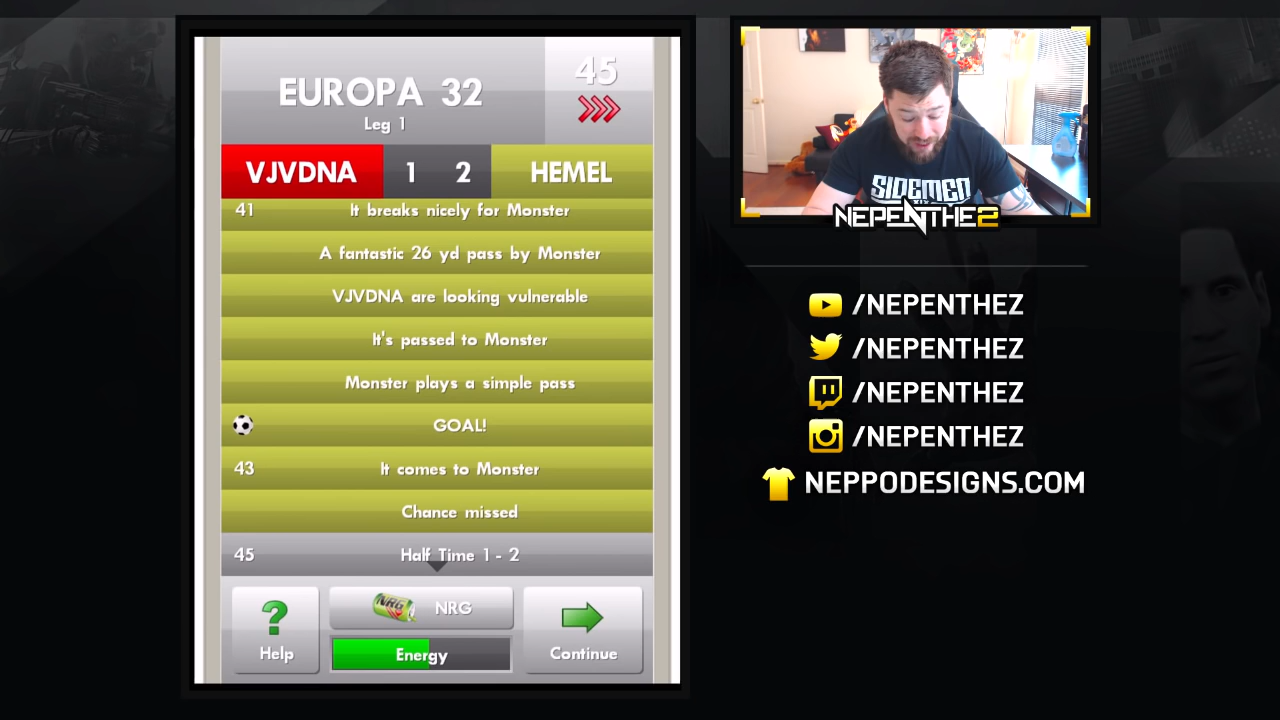 EUROPA 32
Leg 1
45
VJVDNA 1 2 HEMEL
41 It breaks nicely for Monster
A fantastic 26 yd pass by Monster
VJVDNA are looking vulnerable
It's passed to Monster
Monster plays a simple pass
GOAL!
43 It comes to Monster
Chance missed
45 Half Time 1 - 2
? Help
NRG NRG
Energy
Continue
SIDEMEN
XIX
NEPENTHEZ
/NEPENTHEZ
/NEPENTHEZ
/NEPENTHEZ
/NEPENTHEZ
NEPPODESIGNS.COM